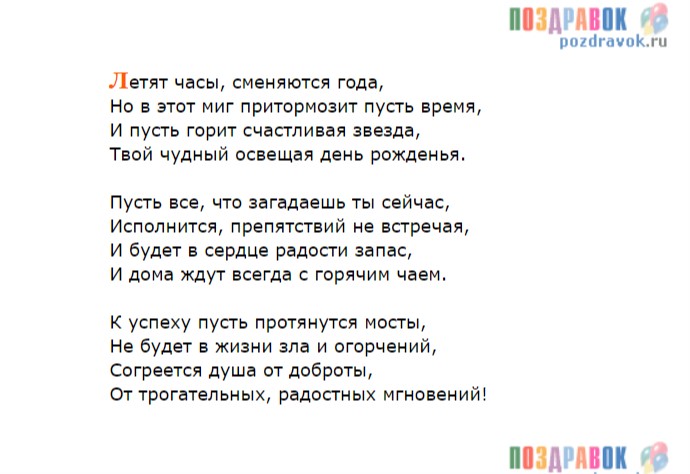 ПОЗДРАВОК
pozdravok.ru
Летят часы, сменяются года,
Но в этот миг притормозит пусть время,
И пусть горит счастливая звезда,
Твой чудный освещая день рожденья.
Пусть все, что загадаешь ты сейчас,
Исполнится, препятствий не встречая,
И будет в сердце радости запас,
И дома ждут всегда с горячим чаем.
К успеху пусть протянутся мосты,
Не будет в жизни зла и огорчений,
Согреется душа от доброты,
От трогательных, радостных мгновений!
ПОЗДРАВОК